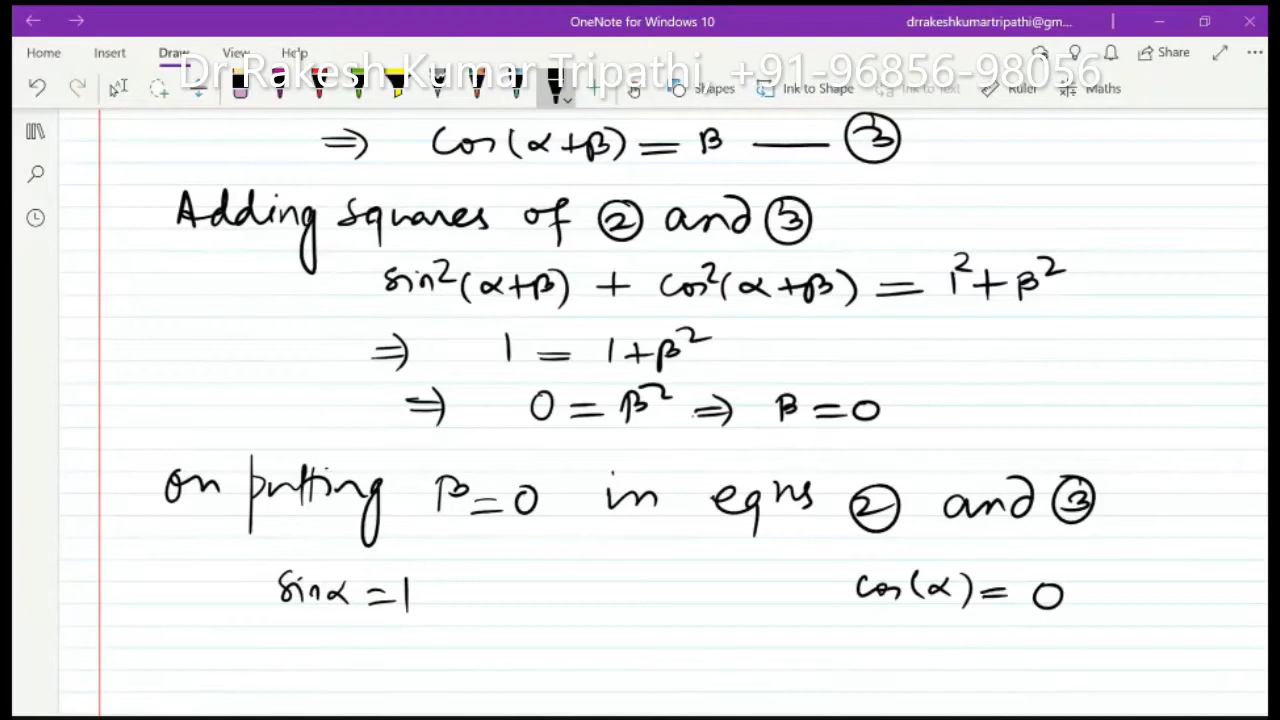 OneNote for Windows 10
drrakeshkumartripathi@gm...
Home Insert Draw View Help
Share
Dr Rakesh Kumar Tripathi +91-96856-98056
Shapes Ink to Shape Ink to Text Ruler Maths
⇒ cos(α+β) = β — ③
Adding squares of ② and ③
sin²(α+β) + cos²(α+β) = 1²+β²
⇒ 1 = 1+β²
⇒ 0 = β² ⇒ β = 0
on putting β = 0 in eqns ② and ③
sinα = 1 cos(α) = 0